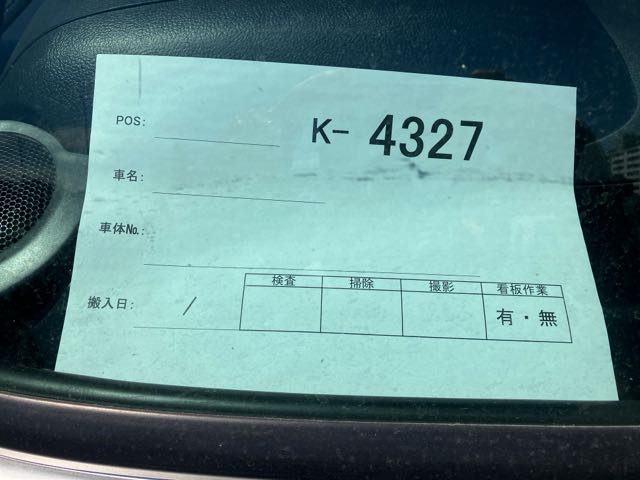 POS:
K- 4327
車名:
車体No.:
搬入日: /
検査 掃除 撮影 看板作業
有・無